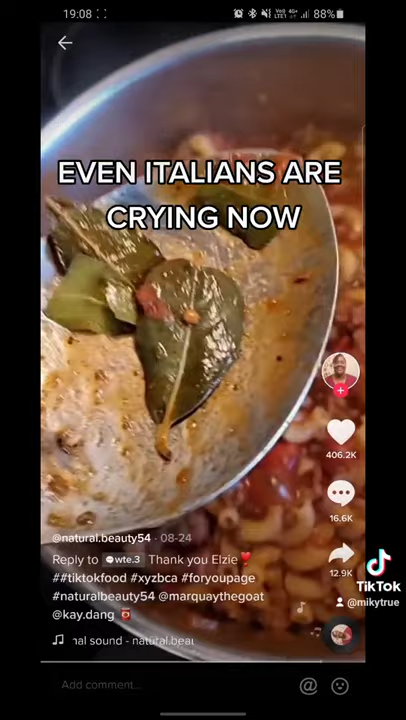 19:08
88%
EVEN ITALIANS ARE
CRYING NOW
406.2K
16.6K
12.9K
@natural.beauty54 · 08-24
Reply to wte.3 Thank you Elzie
##tiktokfood #xyzbca #foryoupage
#naturalbeauty54 @marquaythegoat
@kay.dang
nal sound - natural.beau
TikTok
@mikytrue
Add comment...